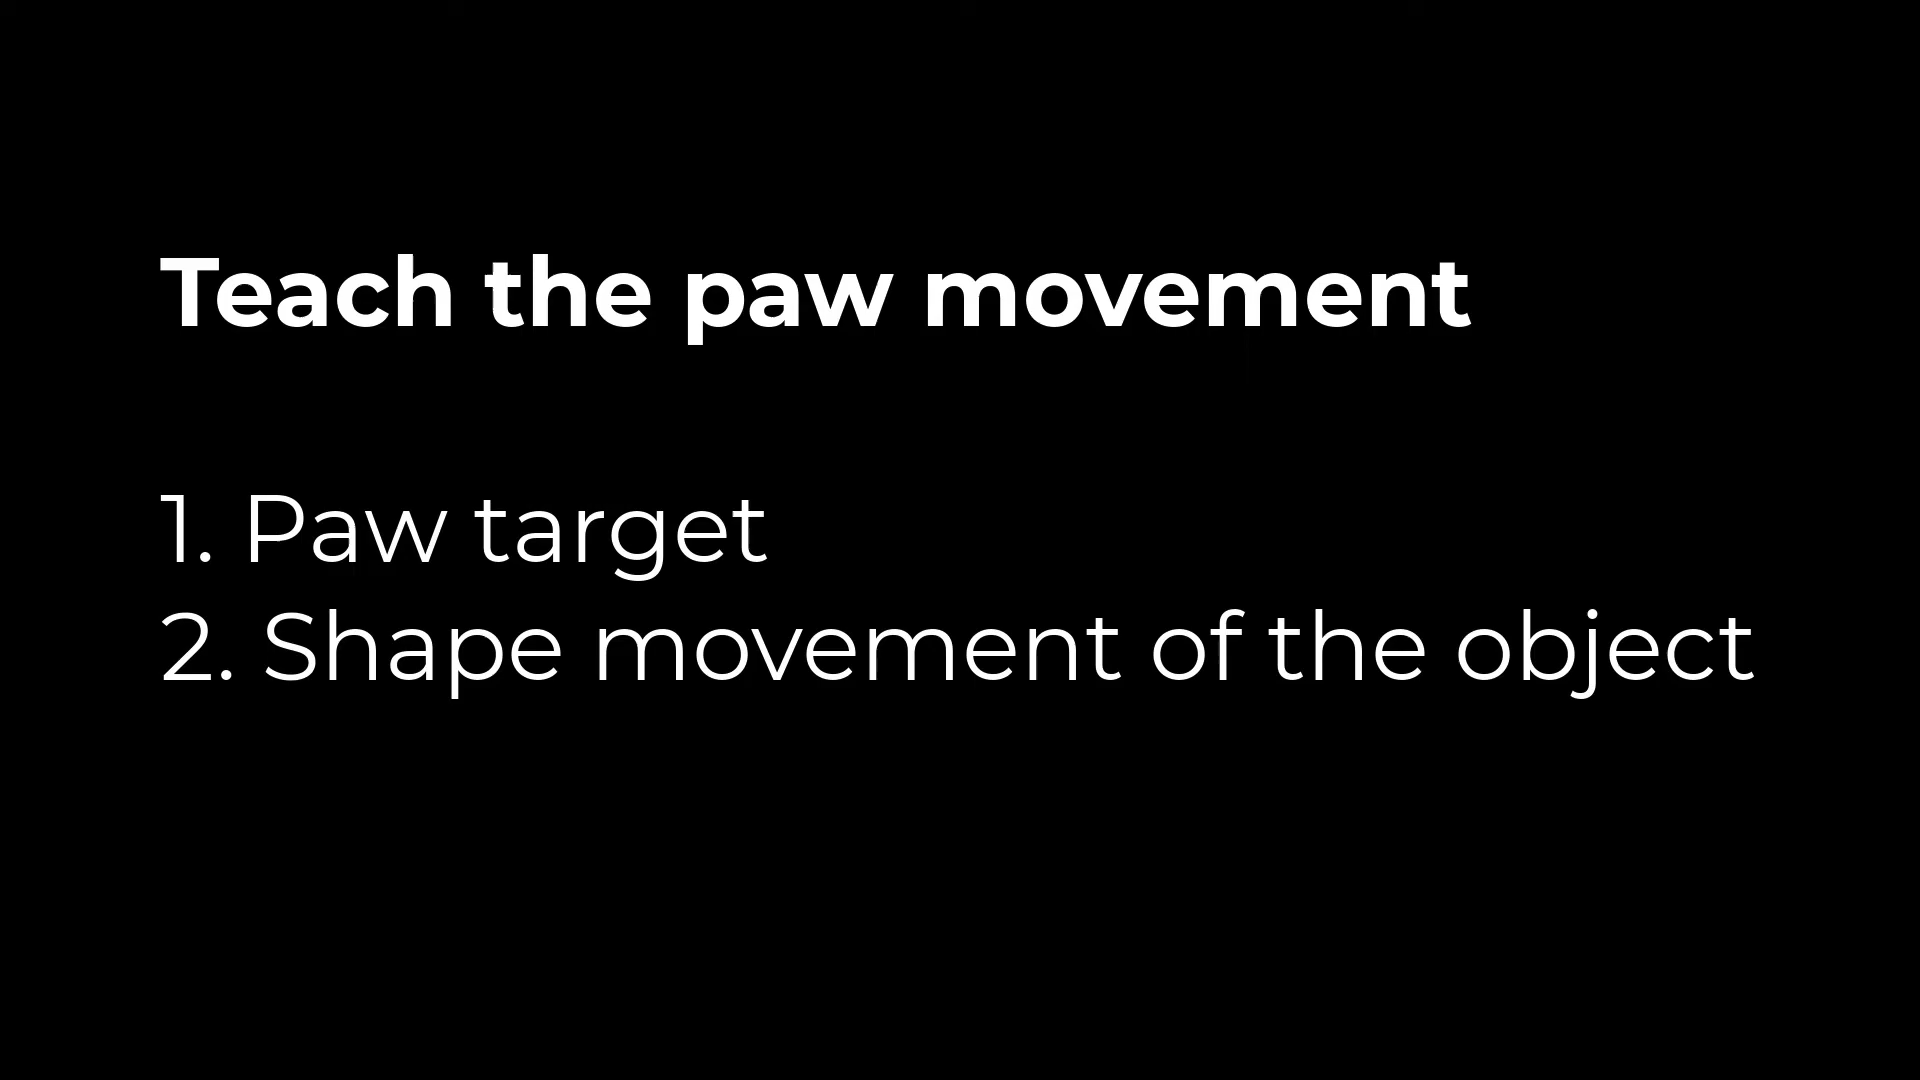 Teach the paw movement
1. Paw target
2. Shape movement of the object